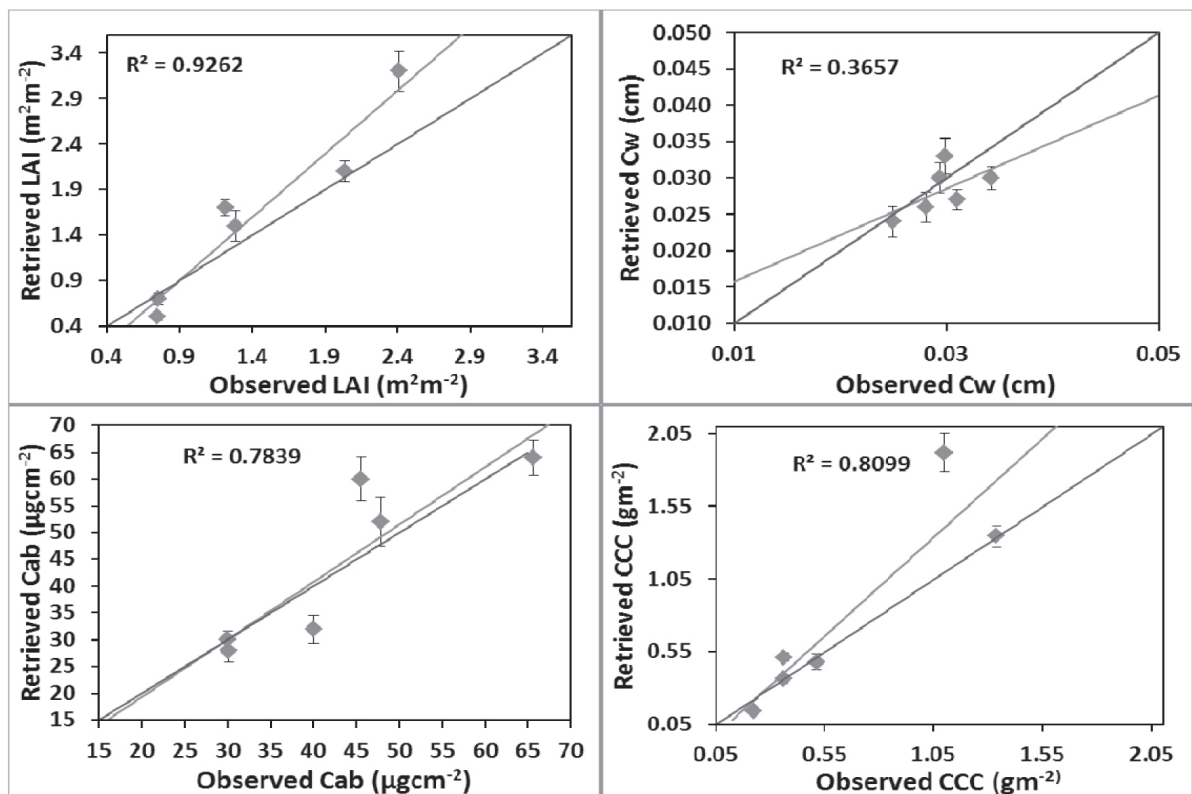 R² = 0.9262
Retrieved LAI (m²m⁻²)
3.4
2.9
2.4
1.9
1.4
0.9
0.4
0.4 0.9 1.4 1.9 2.4 2.9 3.4
Observed LAI (m²m⁻²)
R² = 0.3657
Retrieved Cw (cm)
0.050
0.045
0.040
0.035
0.030
0.025
0.020
0.015
0.010
0.01 0.03 0.05
Observed Cw (cm)
R² = 0.7839
Retrieved Cab (µgcm⁻²)
70
65
60
55
50
45
40
35
30
25
20
15
15 20 25 30 35 40 45 50 55 60 65 70
Observed Cab (µgcm⁻²)
R² = 0.8099
Retrieved CCC (gm⁻²)
2.05
1.55
1.05
0.55
0.05
0.05 0.55 1.05 1.55 2.05
Observed CCC (gm⁻²)